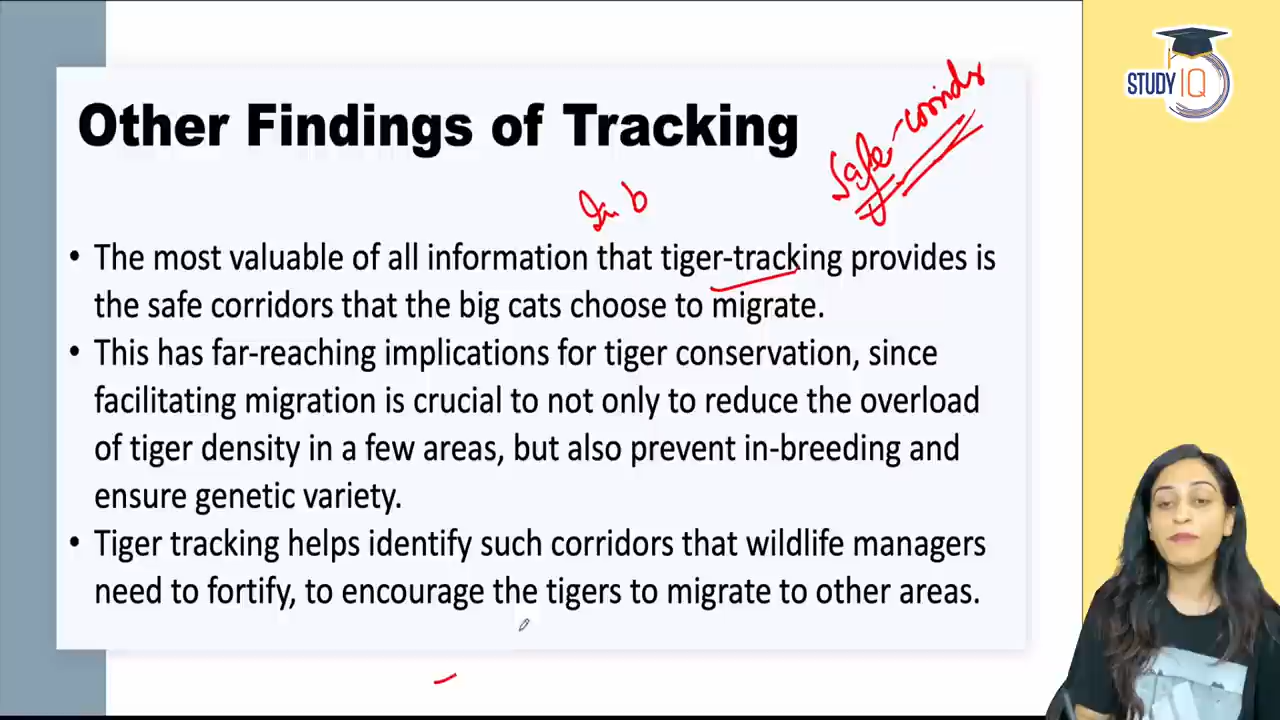 STUDY IQ
Other Findings of Tracking
Safe-corridor
In b
• The most valuable of all information that tiger-tracking provides is
the safe corridors that the big cats choose to migrate.
• This has far-reaching implications for tiger conservation, since
facilitating migration is crucial to not only to reduce the overload
of tiger density in a few areas, but also prevent in-breeding and
ensure genetic variety.
• Tiger tracking helps identify such corridors that wildlife managers
need to fortify, to encourage the tigers to migrate to other areas.